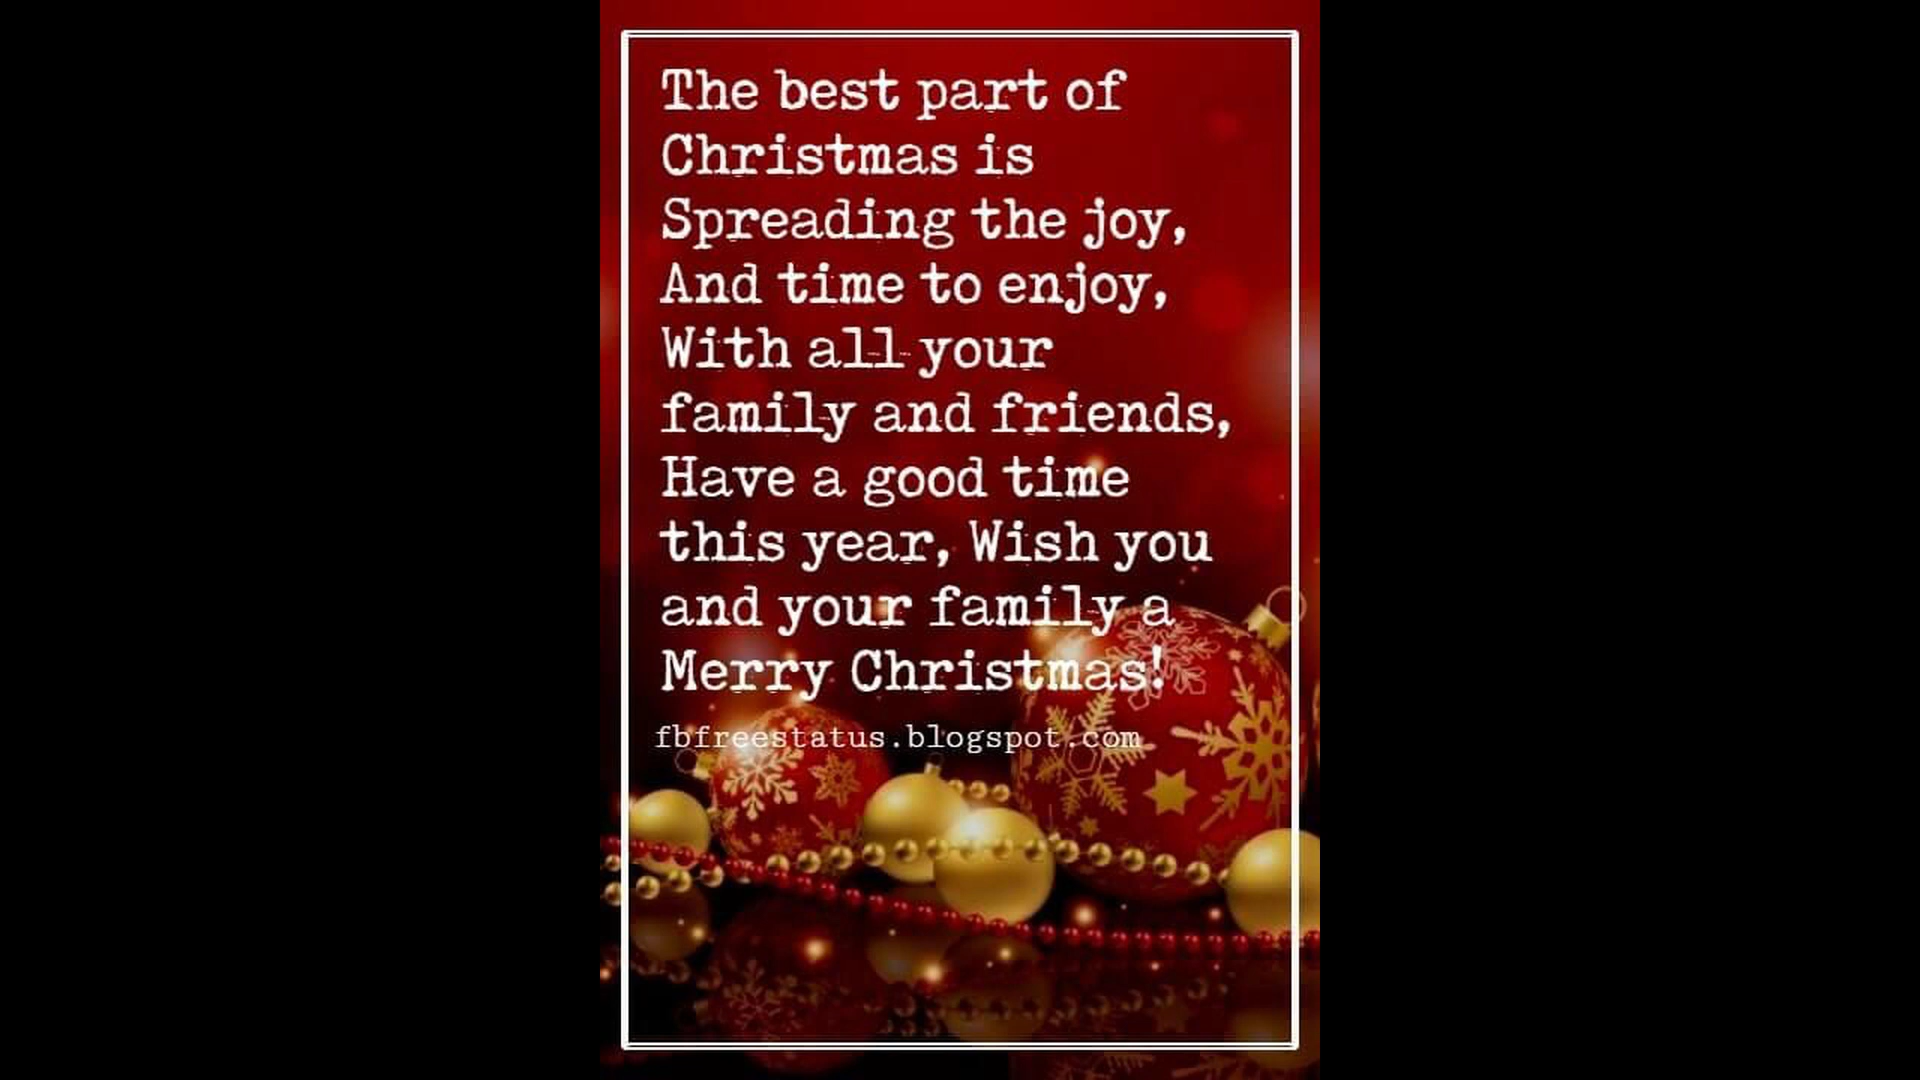 The best part of
Christmas is
Spreading the joy,
And time to enjoy,
With all your
family and friends,
Have a good time
this year, Wish you
and your family a
Merry Christmas!
fbfreestatus.blogspot.com